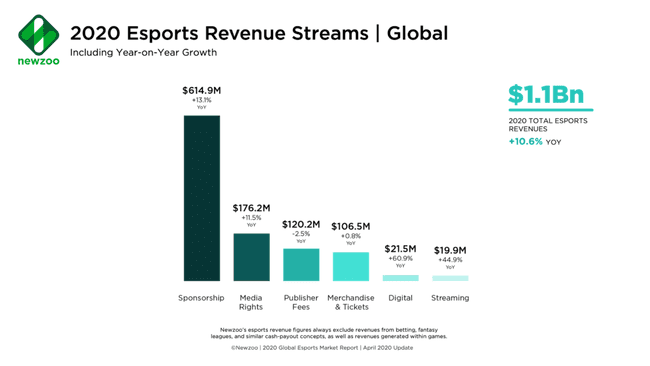 newzoo
2020 Esports Revenue Streams | Global
Including Year-on-Year Growth
$1.1Bn
2020 TOTAL ESPORTS
REVENUES
+10.6% YOY
$614.9M
+13.1%
YoY
$176.2M
+11.5%
YoY
$120.2M
-2.5%
YoY
$106.5M
+0.8%
YoY
$21.5M
+60.9%
YoY
$19.9M
+44.9%
YoY
Sponsorship
Media
Rights
Publisher
Fees
Merchandise
& Tickets
Digital
Streaming
Newzoo's esports revenue figures always exclude revenues from betting, fantasy
leagues, and similar cash-payout concepts, as well as revenues generated within games.
©Newzoo | 2020 Global Esports Market Report | April 2020 Update